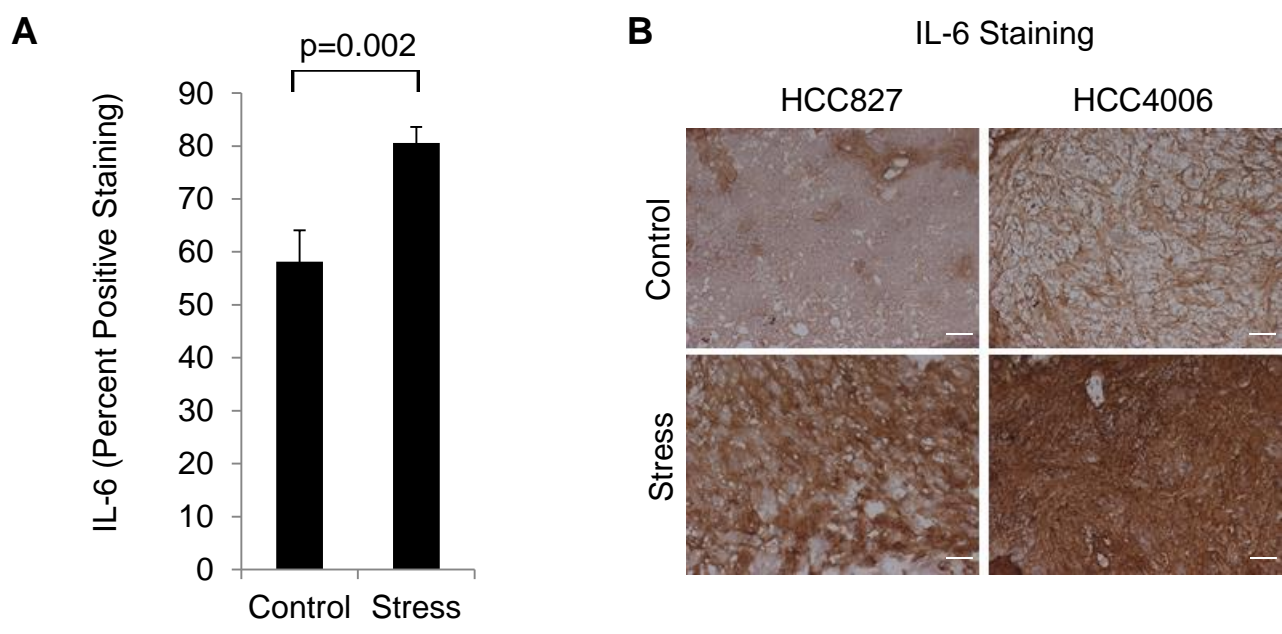 A
p=0.002
IL-6 (Percent Positive Staining)
90
80
70
60
50
40
30
20
10
0
Control Stress
B
IL-6 Staining
HCC827 HCC4006
Control
Stress